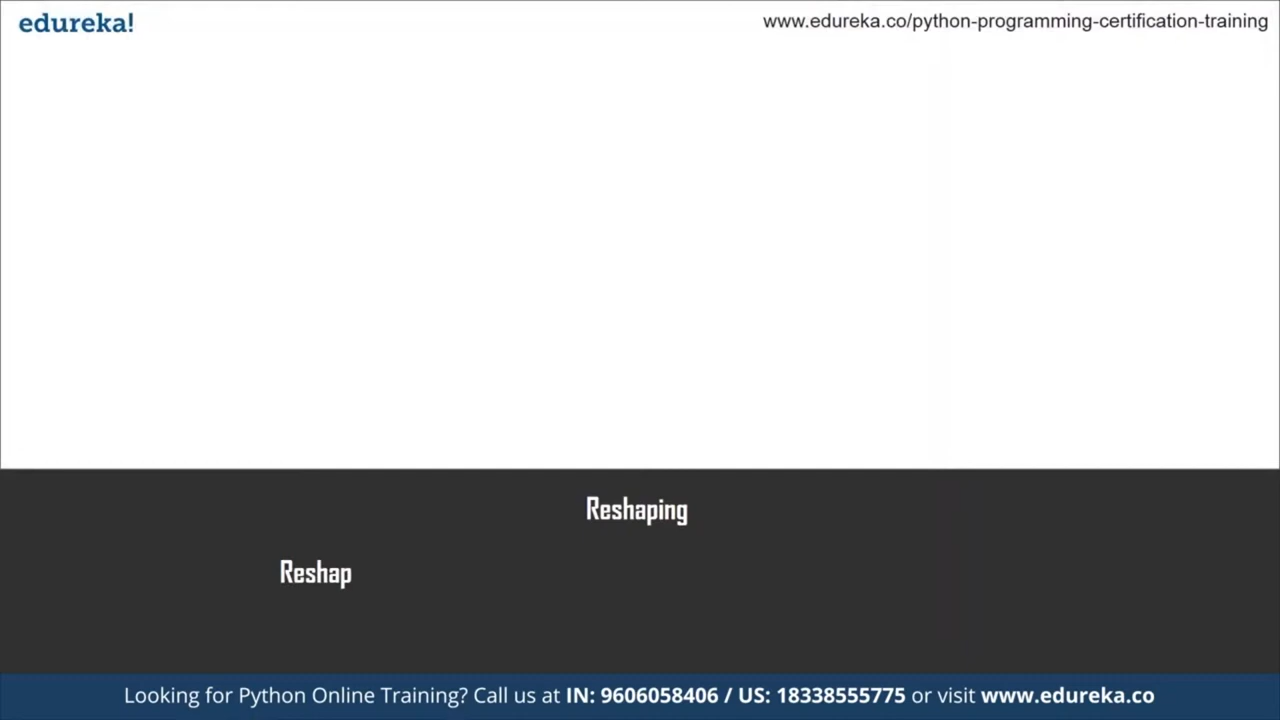 edureka!
www.edureka.co/python-programming-certification-training
Reshaping
Reshap
Looking for Python Online Training? Call us at IN: 9606058406 / US: 18338555775 or visit www.edureka.co